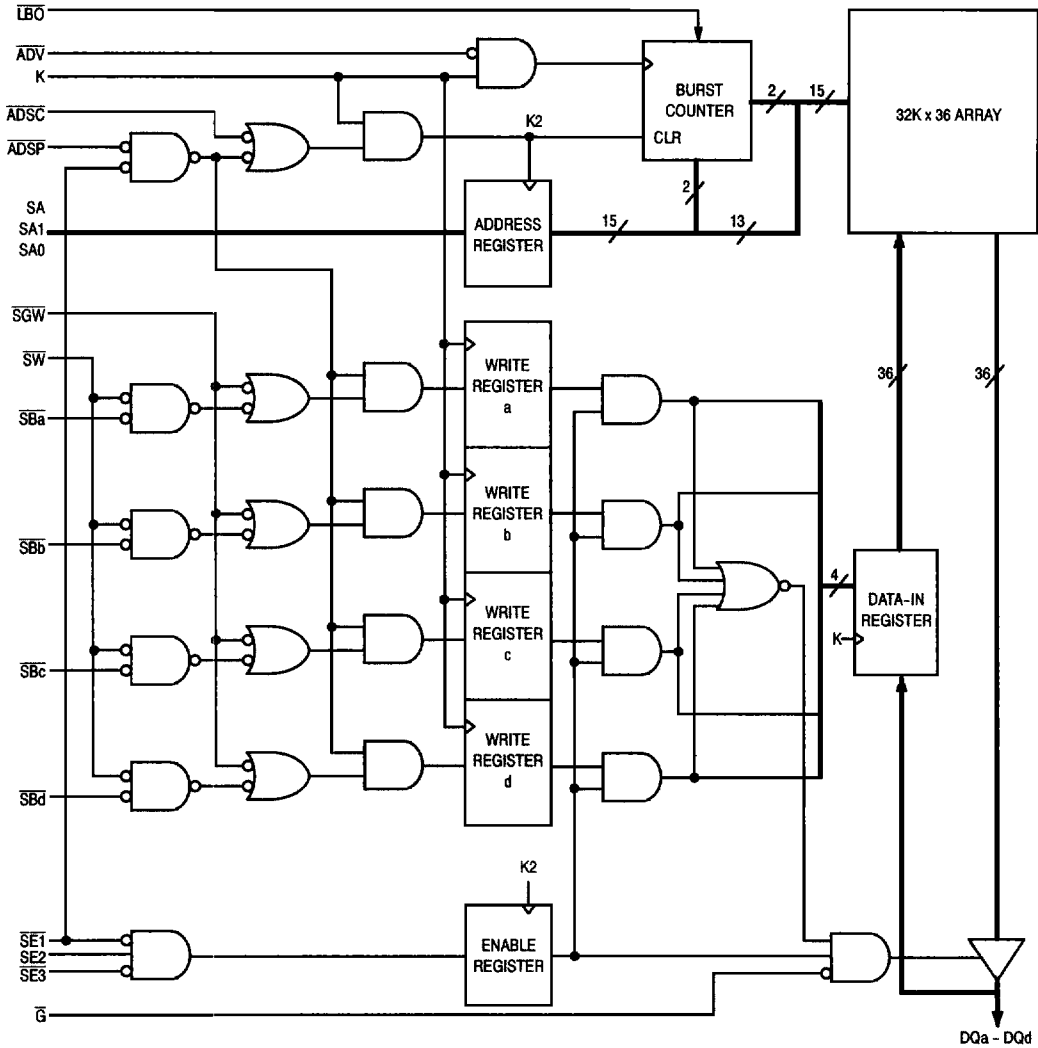 LBO
ADV
K
BURST
COUNTER
CLR
2
15
32K x 36 ARRAY
ADSC
ADSP
K2
2
SA
SA1
SA0
ADDRESS
REGISTER
15
13
SGW
SW
SBa
WRITE
REGISTER
a
36
36
SBb
WRITE
REGISTER
b
4
DATA-IN
REGISTER
K
SBc
WRITE
REGISTER
c
SBd
WRITE
REGISTER
d
K2
SE1
SE2
SE3
ENABLE
REGISTER
G
DQa - DQd